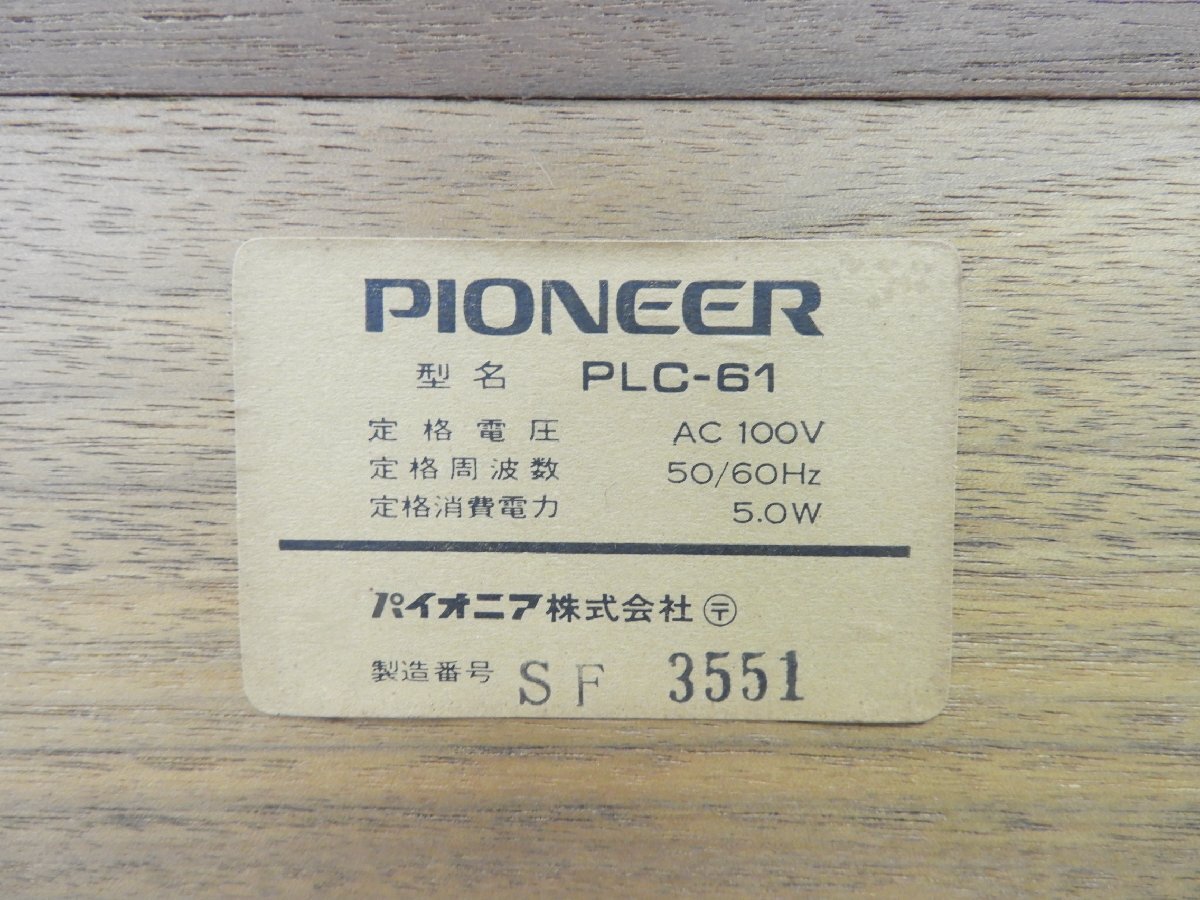 PIONEER
型名 PLC-61
定格電圧 AC 100V
定格周波数 50/60Hz
定格消費電力 5.0W
パイオニア株式会社 〶
製造番号 SF 3551